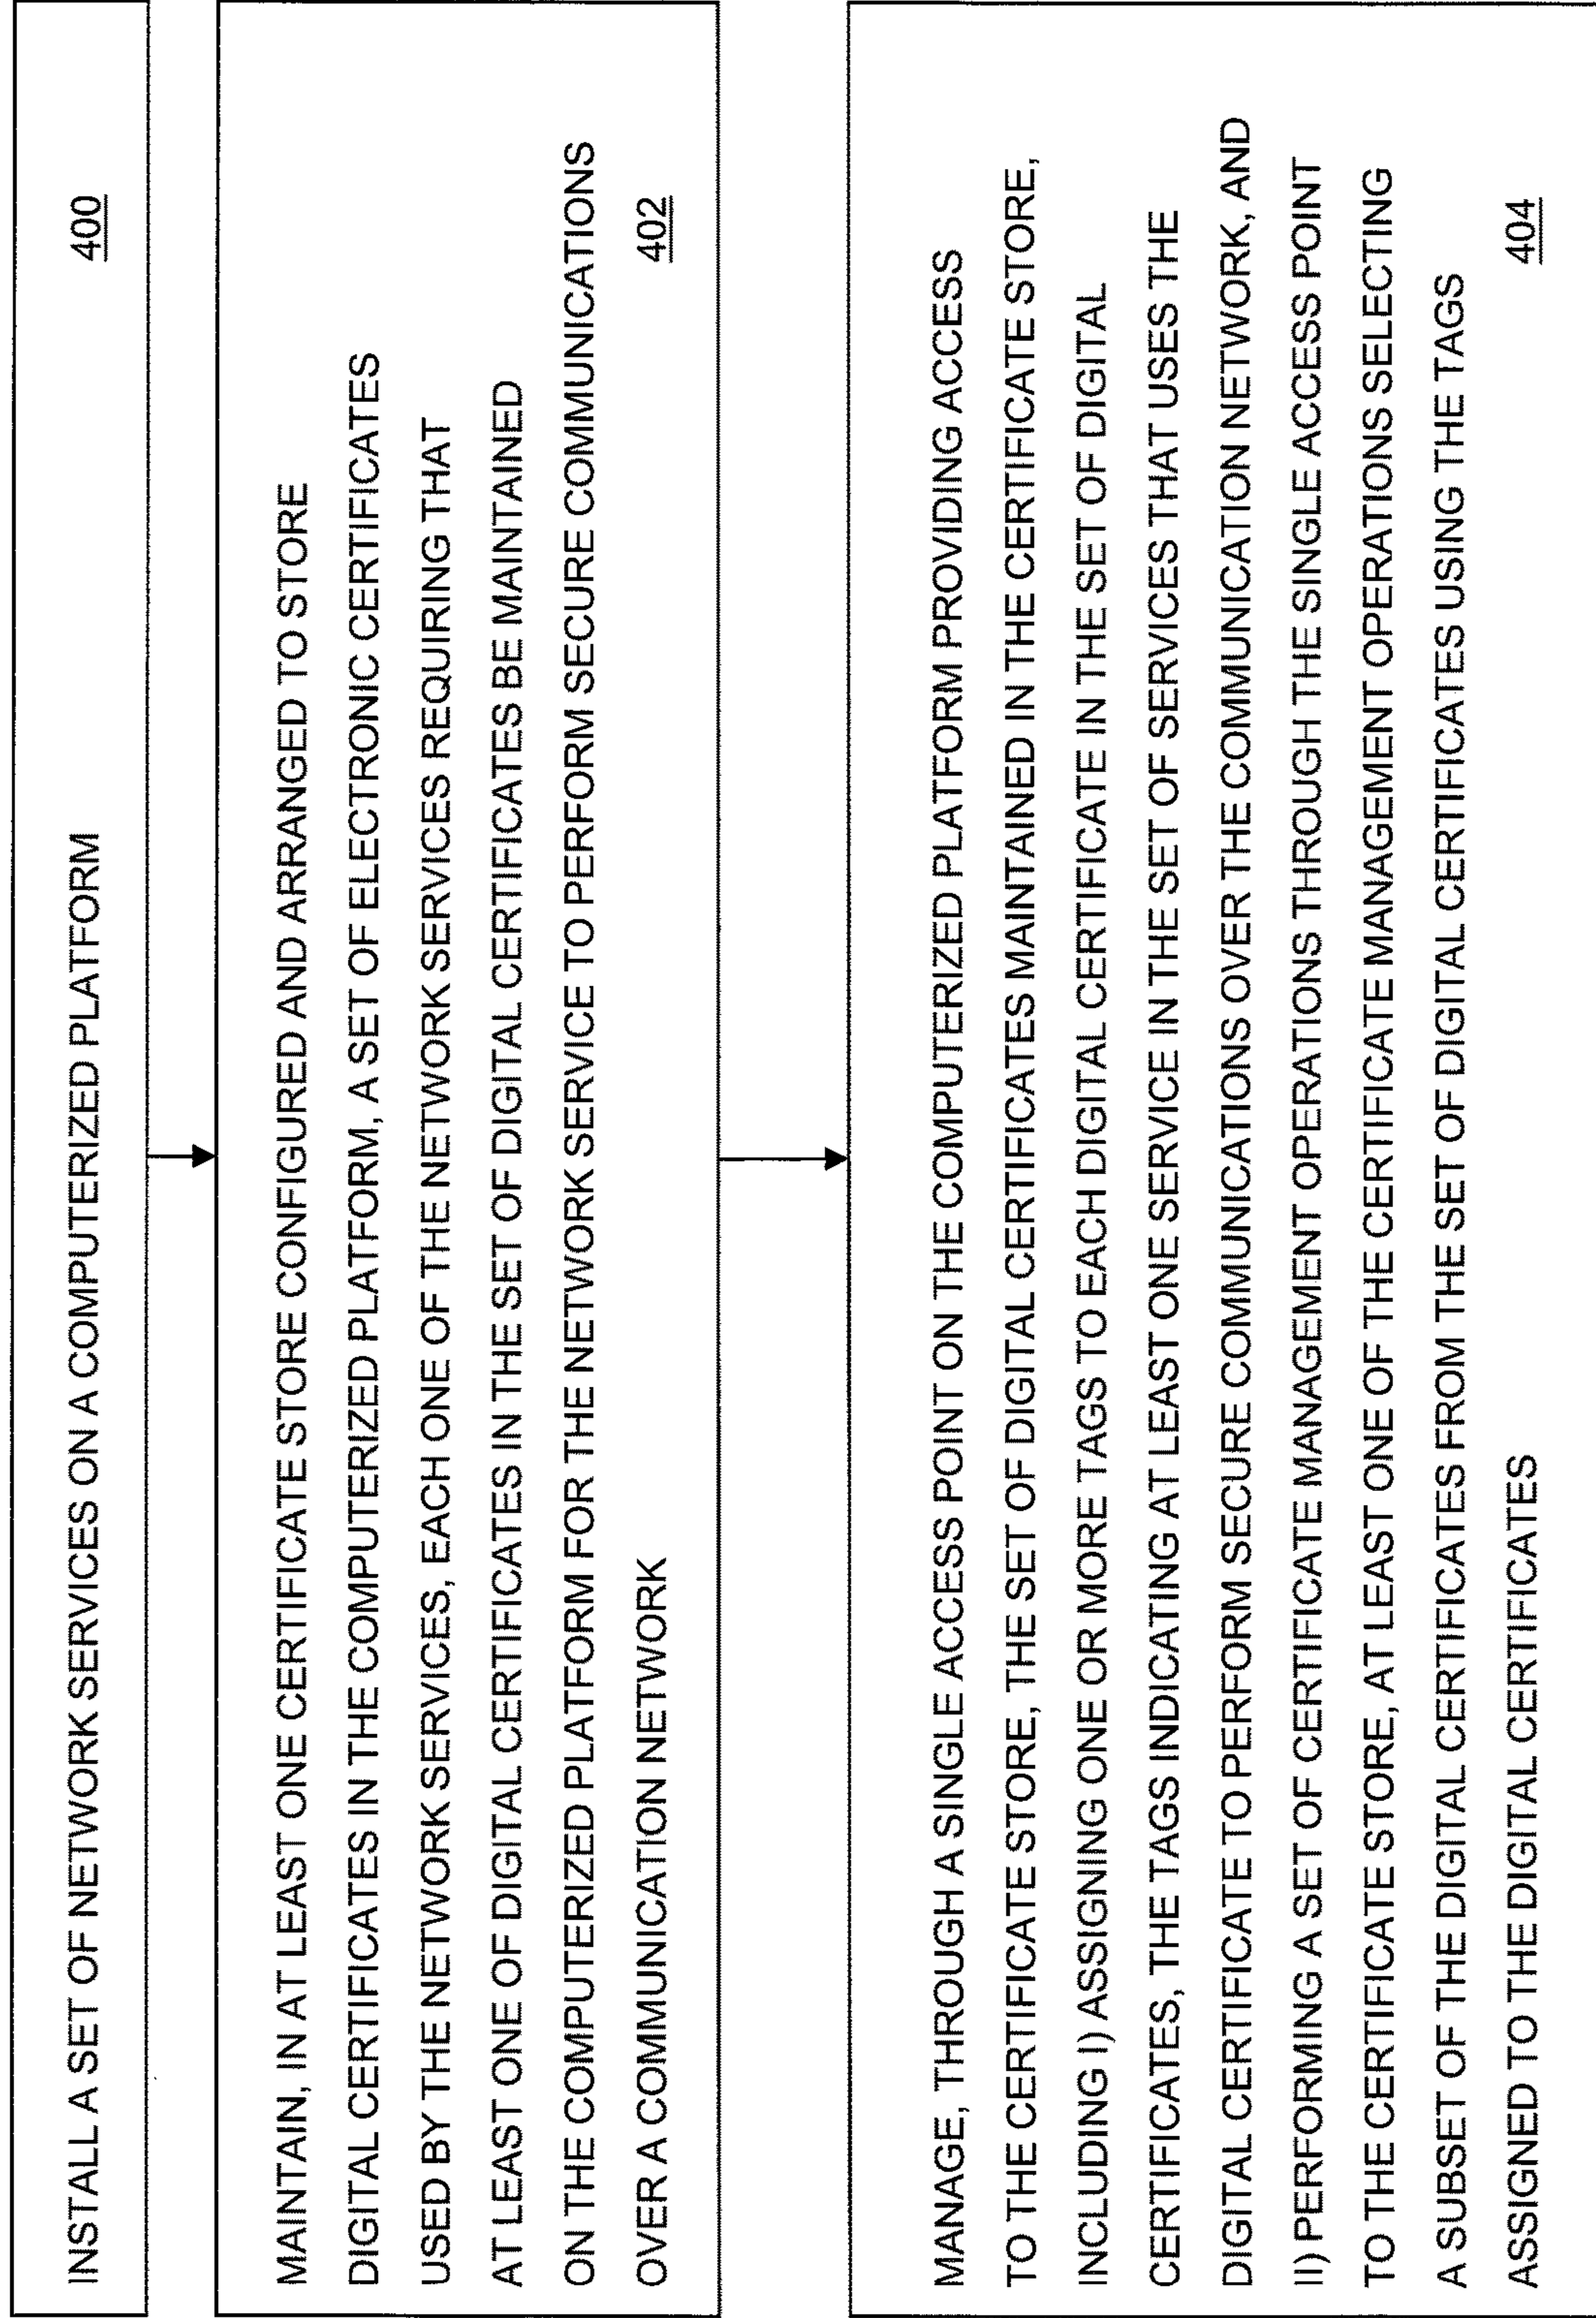 INSTALL A SET OF NETWORK SERVICES ON A COMPUTERIZED PLATFORM
400
MAINTAIN, IN AT LEAST ONE CERTIFICATE STORE CONFIGURED AND ARRANGED TO STORE
DIGITAL CERTIFICATES IN THE COMPUTERIZED PLATFORM, A SET OF ELECTRONIC CERTIFICATES
USED BY THE NETWORK SERVICES, EACH ONE OF THE NETWORK SERVICES REQUIRING THAT
AT LEAST ONE OF DIGITAL CERTIFICATES IN THE SET OF DIGITAL CERTIFICATES BE MAINTAINED
ON THE COMPUTERIZED PLATFORM FOR THE NETWORK SERVICE TO PERFORM SECURE COMMUNICATIONS
OVER A COMMUNICATION NETWORK
402
MANAGE, THROUGH A SINGLE ACCESS POINT ON THE COMPUTERIZED PLATFORM PROVIDING ACCESS
TO THE CERTIFICATE STORE, THE SET OF DIGITAL CERTIFICATES MAINTAINED IN THE CERTIFICATE STORE,
INCLUDING I) ASSIGNING ONE OR MORE TAGS TO EACH DIGITAL CERTIFICATE IN THE SET OF DIGITAL
CERTIFICATES, THE TAGS INDICATING AT LEAST ONE SERVICE IN THE SET OF SERVICES THAT USES THE
DIGITAL CERTIFICATE TO PERFORM SECURE COMMUNICATIONS OVER THE COMMUNICATION NETWORK, AND
II) PERFORMING A SET OF CERTIFICATE MANAGEMENT OPERATIONS THROUGH THE SINGLE ACCESS POINT
TO THE CERTIFICATE STORE, AT LEAST ONE OF THE CERTIFICATE MANAGEMENT OPERATIONS SELECTING
A SUBSET OF THE DIGITAL CERTIFICATES FROM THE SET OF DIGITAL CERTIFICATES USING THE TAGS
ASSIGNED TO THE DIGITAL CERTIFICATES
404